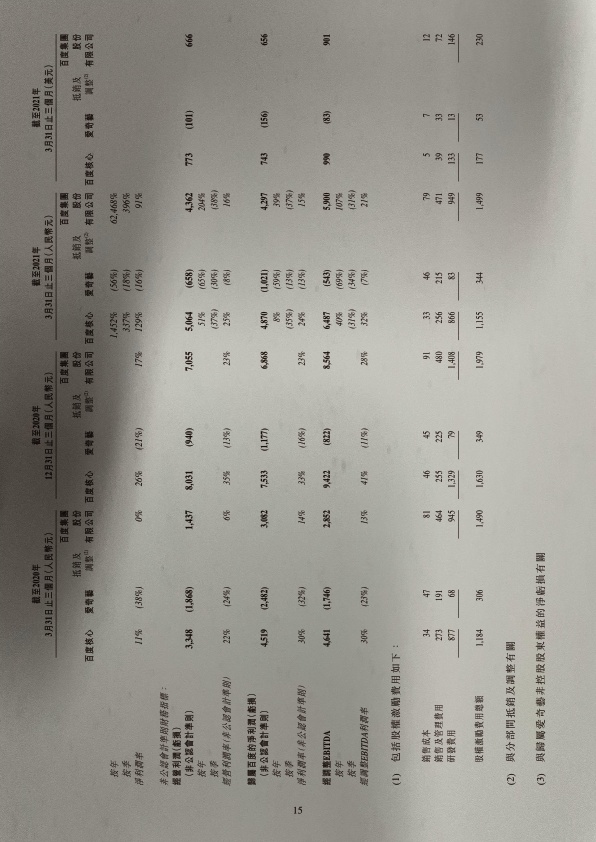 截至2020年 截至2020年 截至2021年 截至2021年
3月31日止三個月(人民幣元) 12月31日止三個月(人民幣元) 3月31日止三個月(人民幣元) 3月31日止三個月(美元)
百度集團 百度集團 百度集團 百度集團
抵銷及 股份 抵銷及 股份 抵銷及 股份 抵銷及 股份
百度核心 愛奇藝 調整(2) 有限公司 百度核心 愛奇藝 調整(2) 有限公司 百度核心 愛奇藝 調整(2) 有限公司 百度核心 愛奇藝 調整(2) 有限公司
按年 1,452% (56%) 62,468%
按季 337% (18%) 396%
淨利潤率 11% (38%) 0% 26% (21%) 17% 129% (16%) 91%
非公認會計準則財務指標:
經營利潤(虧損)
(非公認會計準則) 3,348 (1,868) 1,437 8,031 (940) 7,055 5,064 (658) 4,362 773 (101) 666
按年 51% (65%) 204%
按季 (37%) (30%) (38%)
經營利潤率(非公認會計準則) 22% (24%) 6% 35% (13%) 23% 25% (8%) 16%
歸屬百度的淨利潤(虧損)
(非公認會計準則) 4,519 (2,482) 3,082 7,533 (1,177) 6,868 4,870 (1,021) 4,297 743 (156) 656
按年 8% (59%) 39%
按季 (35%) (13%) (37%)
淨利潤率(非公認會計準則) 30% (32%) 14% 33% (16%) 23% 24% (13%) 15%
經調整EBITDA 4,641 (1,746) 2,852 9,422 (822) 8,564 6,487 (543) 5,900 990 (83) 901
按年 40% (69%) 107%
按季 (31%) (34%) (31%)
經調整EBITDA利潤率 30% (23%) 13% 41% (11%) 28% 32% (7%) 21%
(1) 包括股權激勵費用如下:
銷售成本 34 47 81 46 45 91 33 46 79 5 7 12
銷售及管理費用 273 191 464 255 225 480 256 215 471 39 33 72
研發費用 877 68 945 1,329 79 1,408 866 83 949 133 13 146
股權激勵費用總額 1,184 306 1,490 1,630 349 1,979 1,155 344 1,499 177 53 230
(2) 與分部間抵銷及調整有關
(3) 與歸屬愛奇藝非控股股東權益的淨虧損有關
15